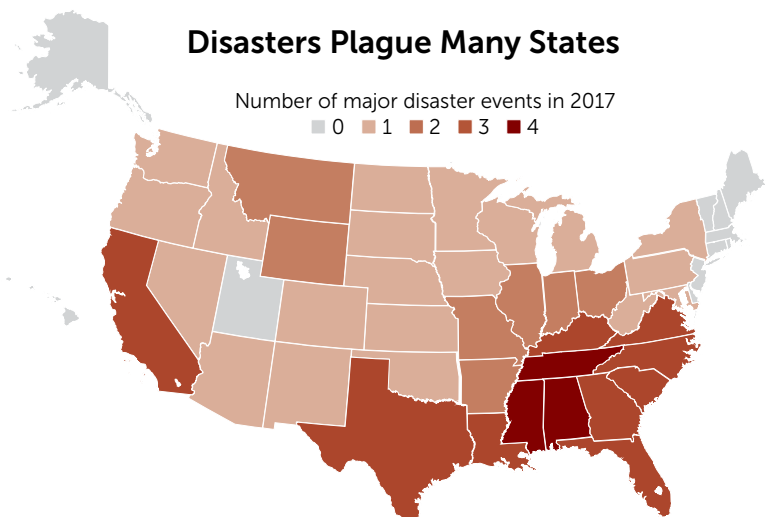 Disasters Plague Many States
Number of major disaster events in 2017
0 1 2 3 4